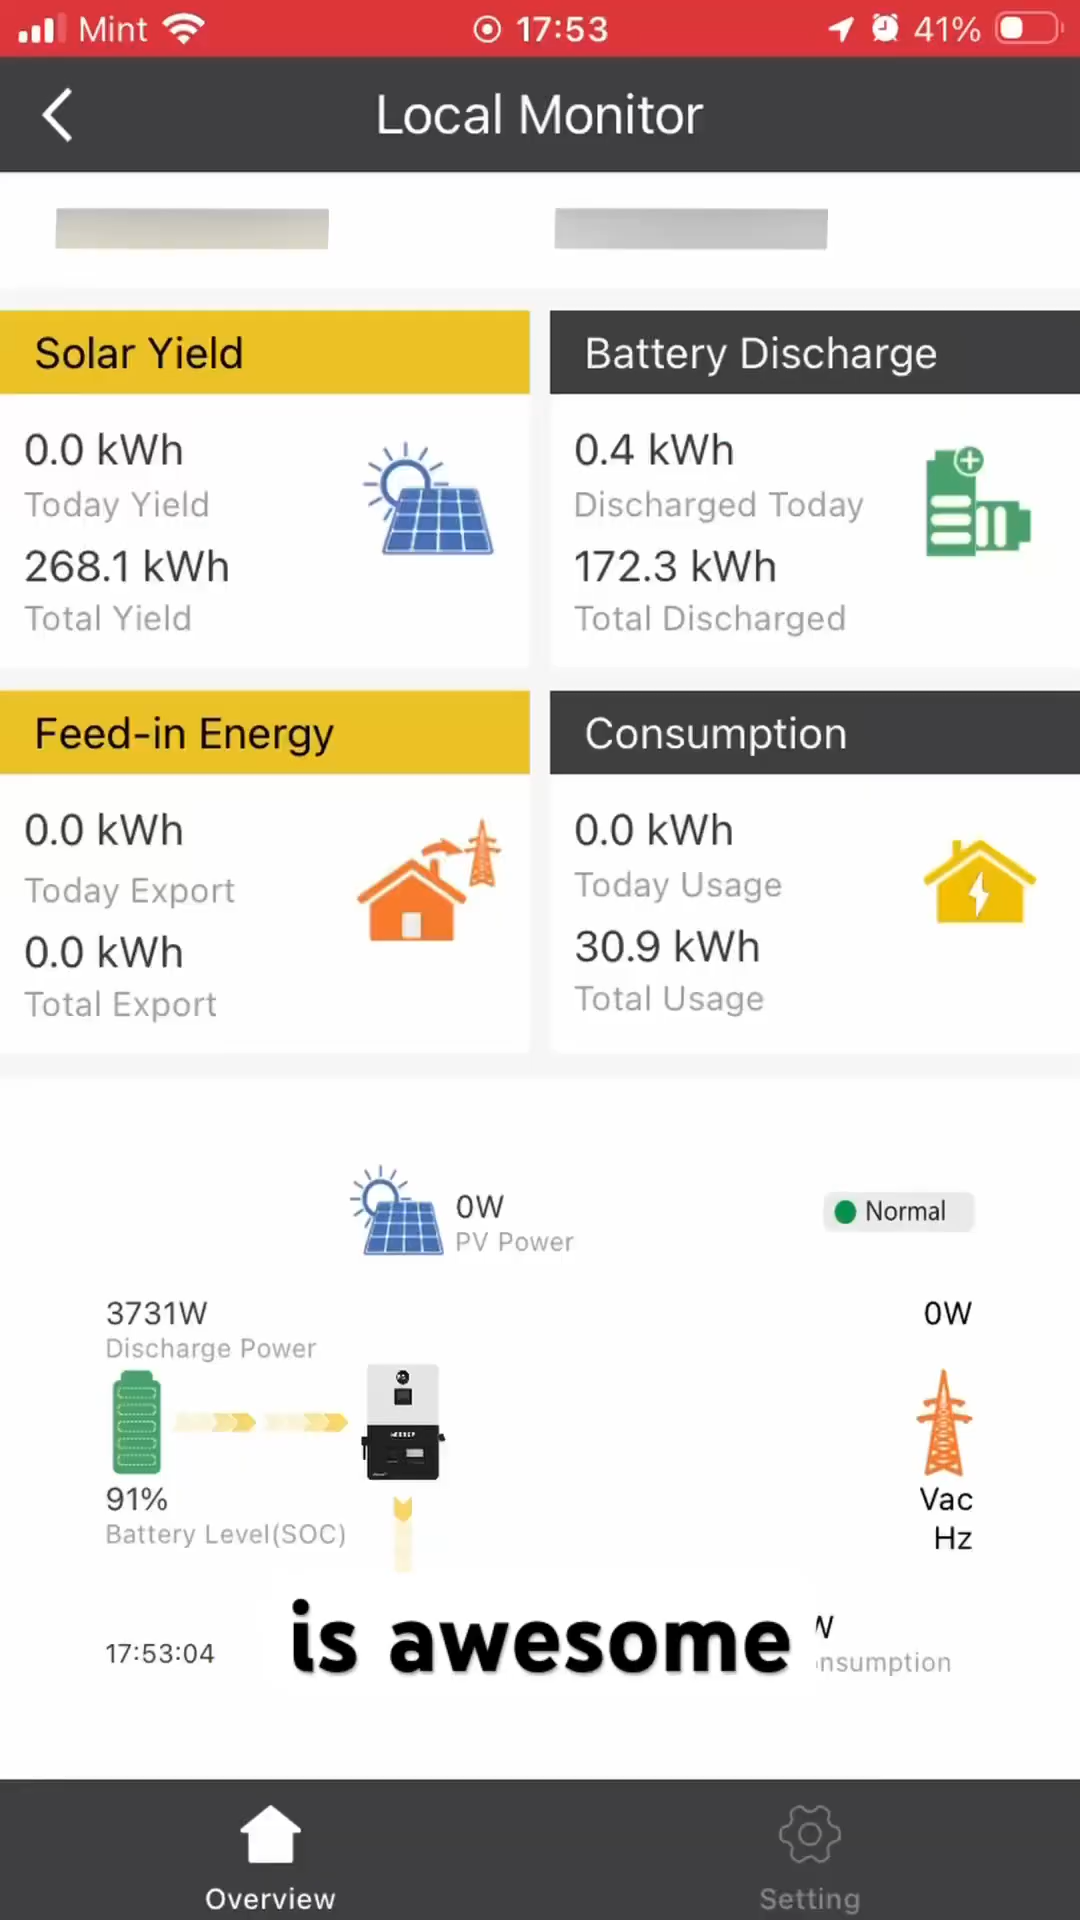 Mint 17:53 41%
Local Monitor
Solar Yield
0.0 kWh
Today Yield
268.1 kWh
Total Yield
Battery Discharge
0.4 kWh
Discharged Today
172.3 kWh
Total Discharged
Feed-in Energy
0.0 kWh
Today Export
0.0 kWh
Total Export
Consumption
0.0 kWh
Today Usage
30.9 kWh
Total Usage
0W
PV Power
Normal
3731W
Discharge Power
0W
91%
Battery Level(SOC)
Vac
Hz
17:53:04
is awesome
Overview
Setting